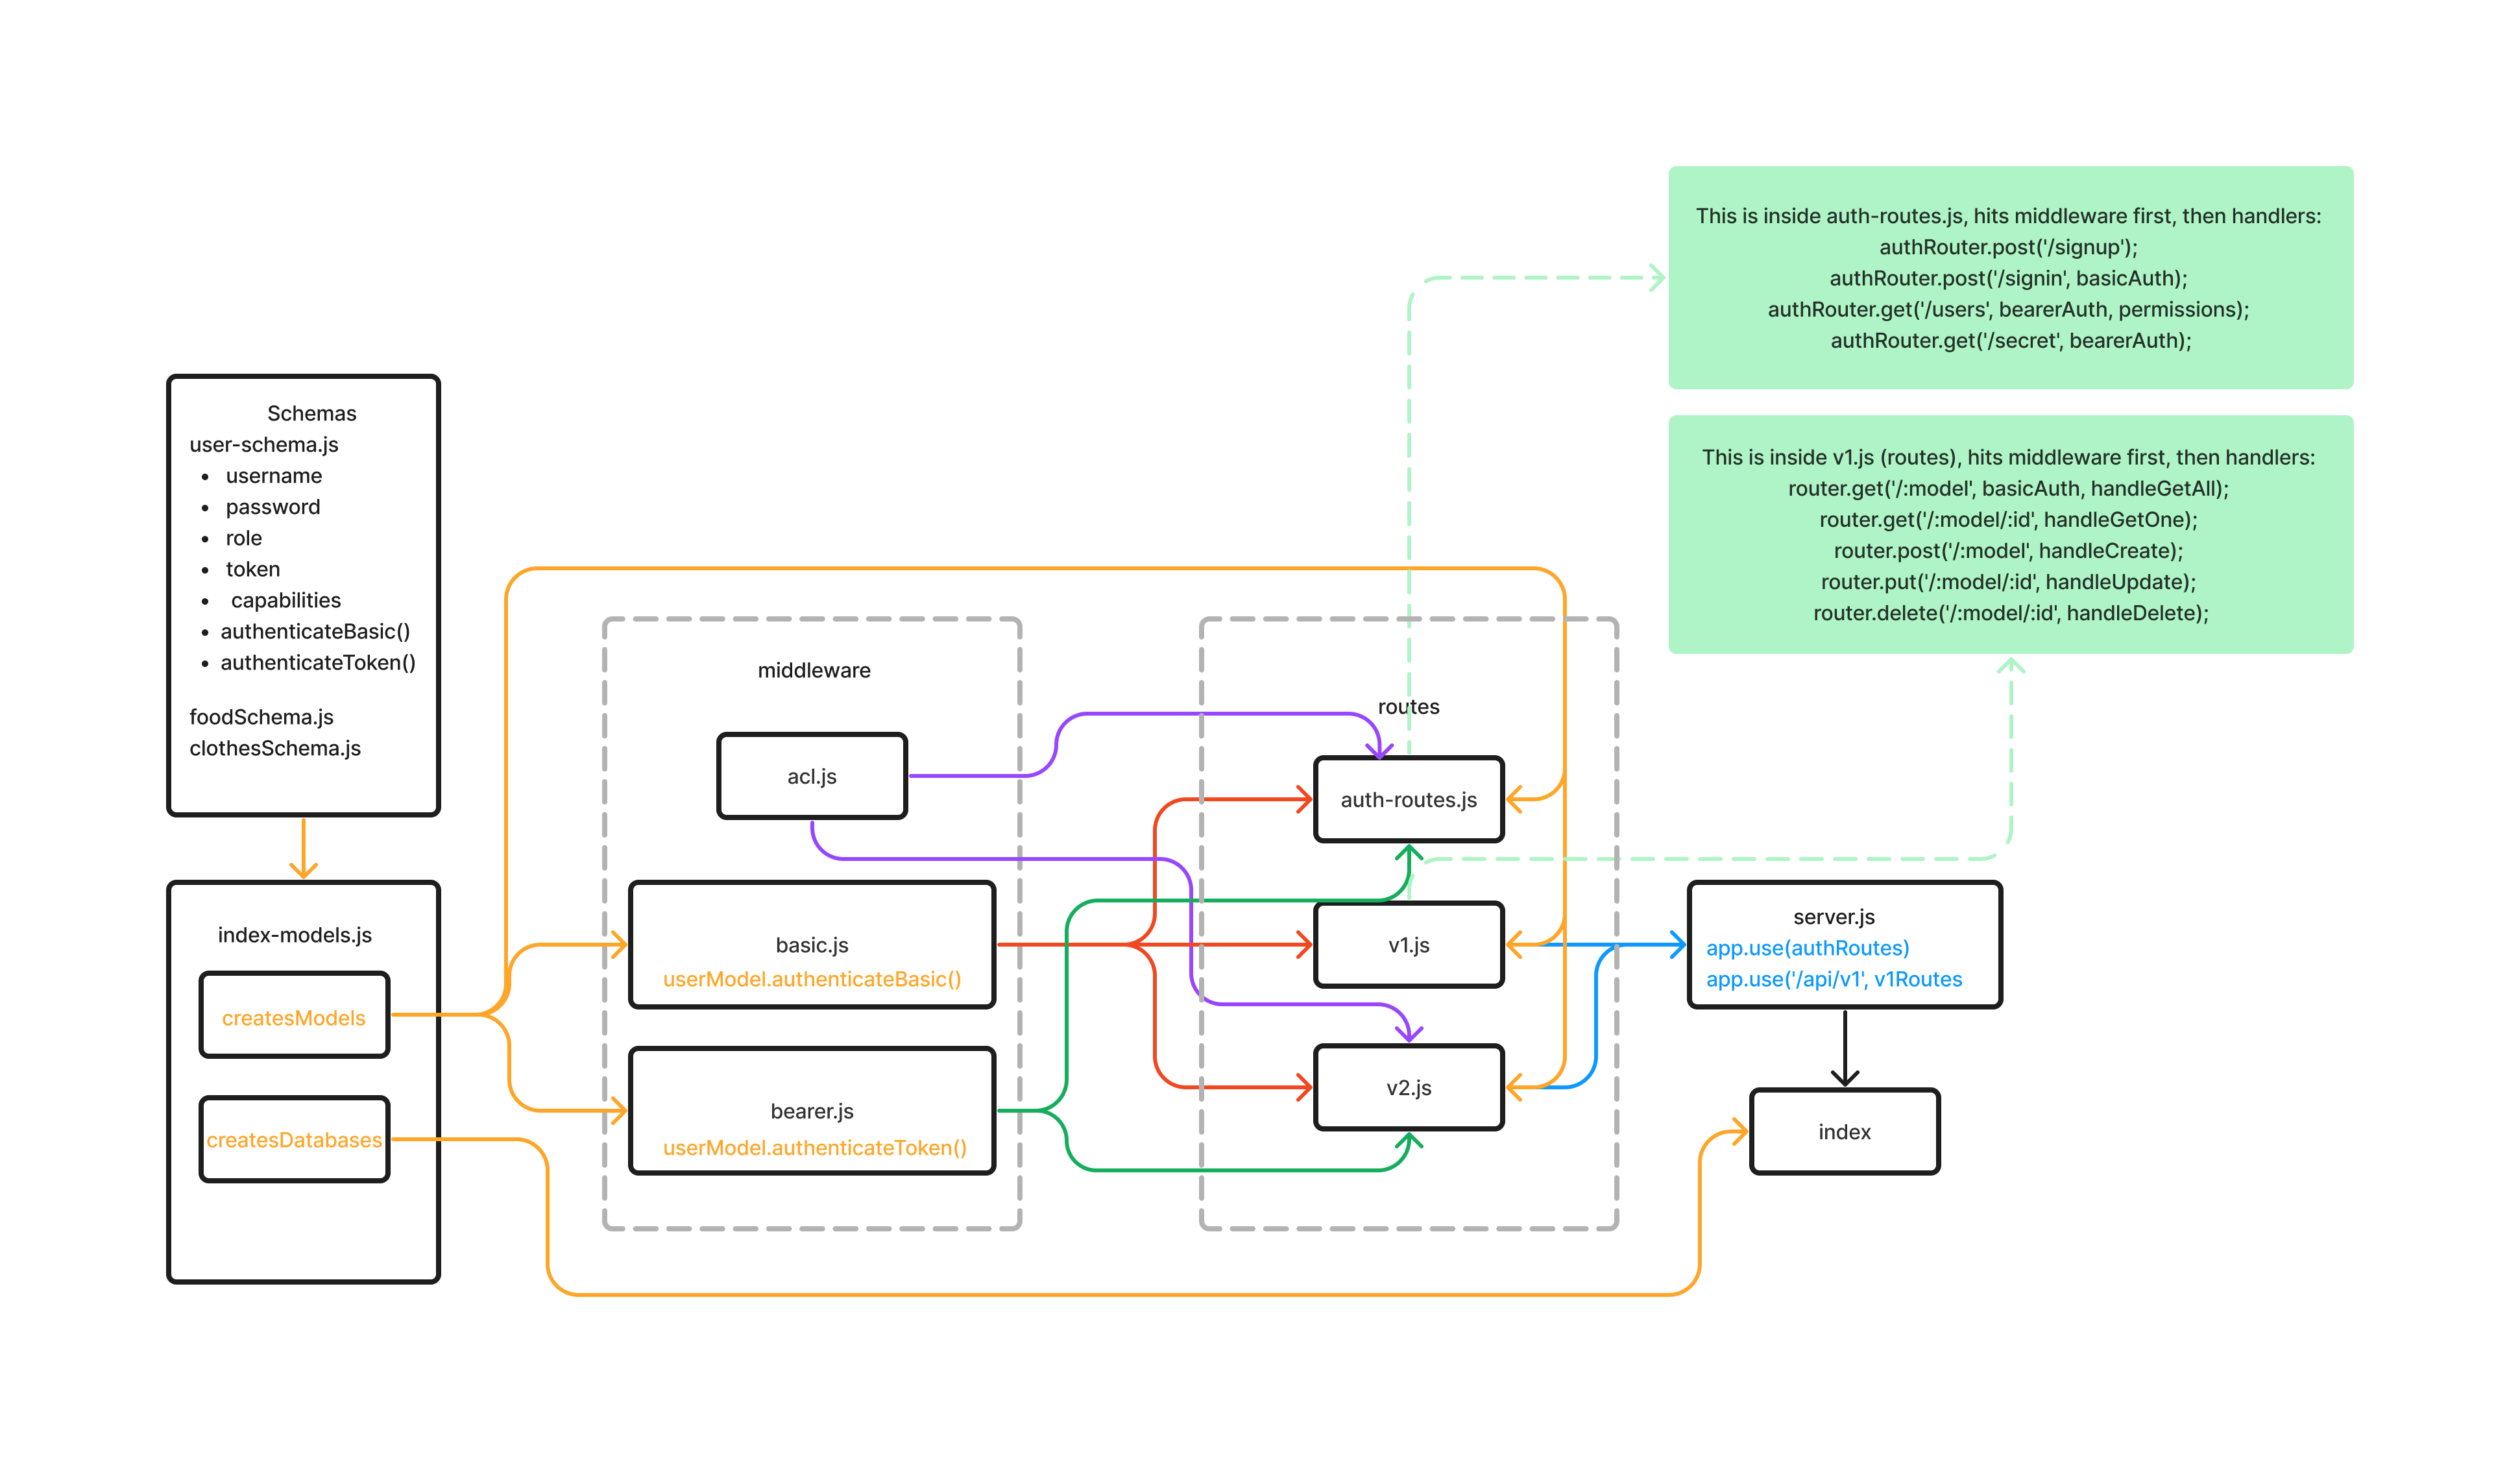 This is inside auth-routes.js, hits middleware first, then handlers:
authRouter.post('/signup');
authRouter.post('/signin', basicAuth);
authRouter.get('/users', bearerAuth, permissions);
authRouter.get('/secret', bearerAuth);
This is inside v1.js (routes), hits middleware first, then handlers:
router.get('/:model', basicAuth, handleGetAll);
router.get('/:model/:id', handleGetOne);
router.post('/:model', handleCreate);
router.put('/:model/:id', handleUpdate);
router.delete('/:model/:id', handleDelete);
Schemas
user-schema.js
• username
• password
• role
• token
• capabilities
• authenticateBasic()
• authenticateToken()
foodSchema.js
clothesSchema.js
index-models.js
createsModels
createsDatabases
middleware
acl.js
basic.js
userModel.authenticateBasic()
bearer.js
userModel.authenticateToken()
routes
auth-routes.js
v1.js
v2.js
server.js
app.use(authRoutes)
app.use('/api/v1', v1Routes
index